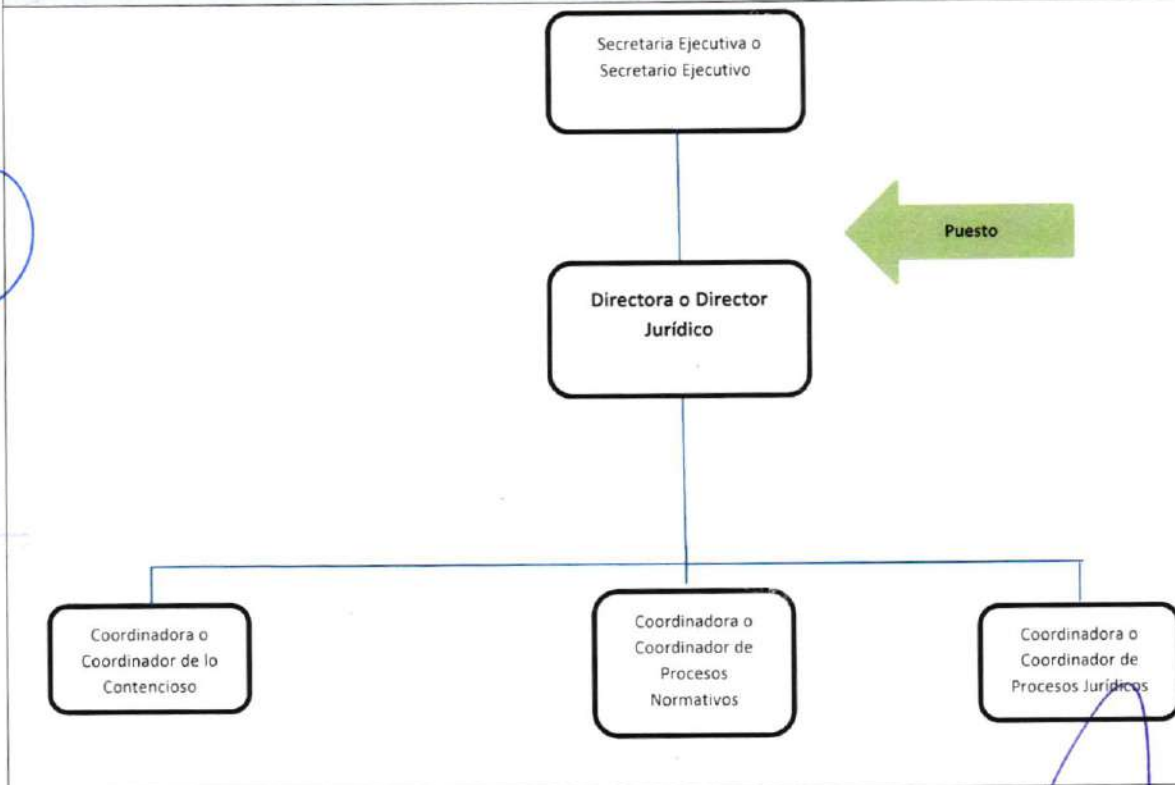 Secretaria Ejecutiva o
Secretario Ejecutivo
Puesto
Directora o Director
Jurídico
Coordinadora o
Coordinador de lo
Contencioso
Coordinadora o
Coordinador de
Procesos
Normativos
Coordinadora o
Coordinador de
Procesos Jurídicos